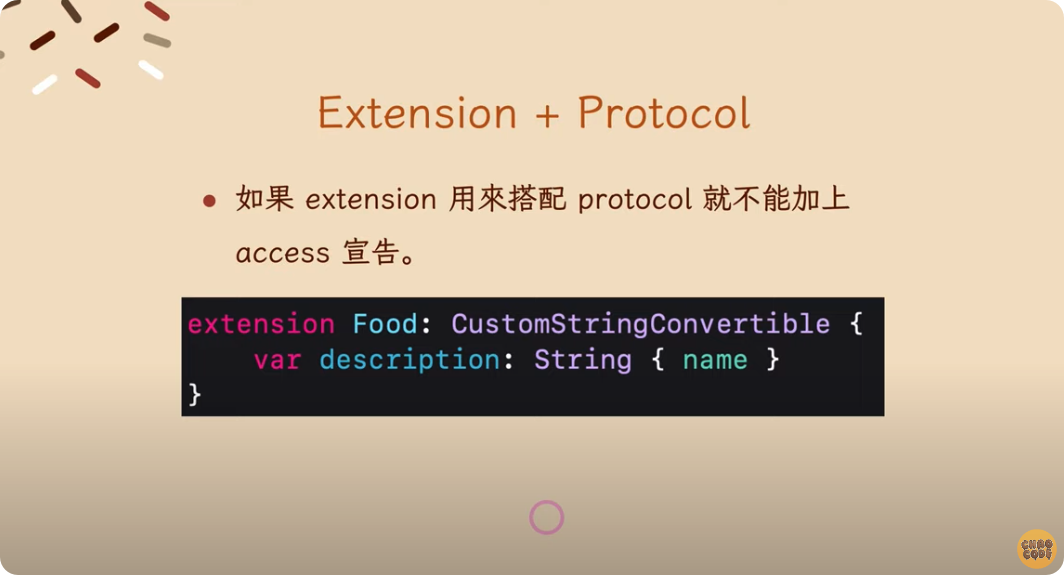 Extension + Protocol
如果 extension 用來搭配 protocol 就不能加上
access 宣告。
extension Food: CustomStringConvertible {
    var description: String { name }
}
CHAO
CODE